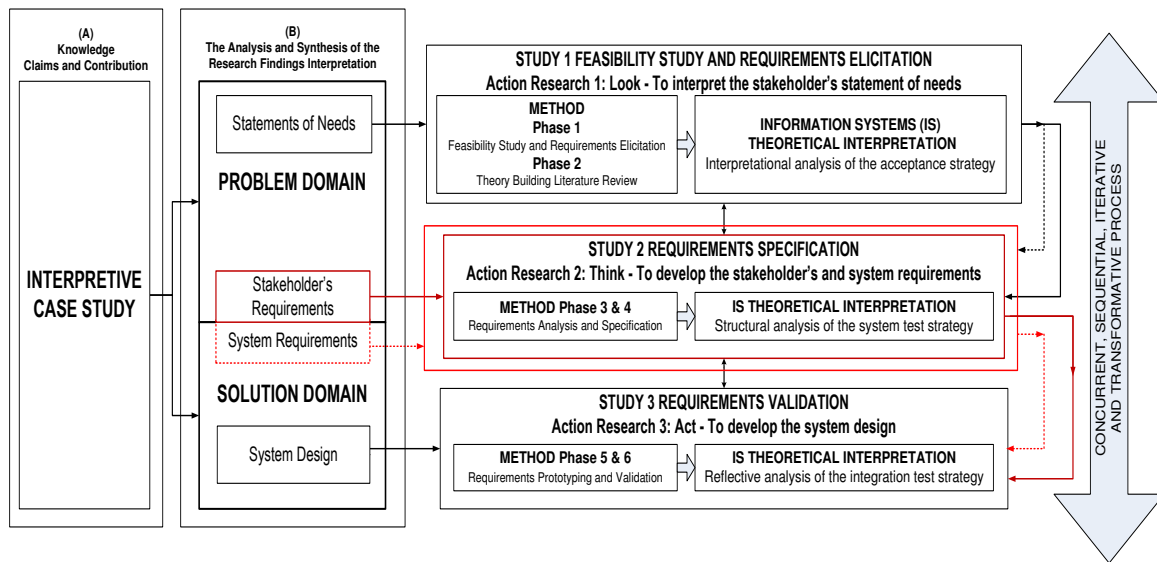 (A)
Knowledge
Claims and Contribution
INTERPRETIVE
CASE STUDY
(B)
The Analysis and Synthesis of the
Research Findings Interpretation
Statements of Needs
PROBLEM DOMAIN
Stakeholder's
Requirements
System Requirements
SOLUTION DOMAIN
System Design
STUDY 1 FEASIBILITY STUDY AND REQUIREMENTS ELICITATION
Action Research 1: Look - To interpret the stakeholder's statement of needs
METHOD
Phase 1
Feasibility Study and Requirements Elicitation
Phase 2
Theory Building Literature Review
INFORMATION SYSTEMS (IS)
THEORETICAL INTERPRETATION
Interpretational analysis of the acceptance strategy
STUDY 2 REQUIREMENTS SPECIFICATION
Action Research 2: Think - To develop the stakeholder's and system requirements
METHOD Phase 3 & 4
Requirements Analysis and Specification
IS THEORETICAL INTERPRETATION
Structural analysis of the system test strategy
STUDY 3 REQUIREMENTS VALIDATION
Action Research 3: Act - To develop the system design
METHOD Phase 5 & 6
Requirements Prototyping and Validation
IS THEORETICAL INTERPRETATION
Reflective analysis of the integration test strategy
CONCURRENT, SEQUENTIAL, ITERATIVE
AND TRANSFORMATIVE PROCESS